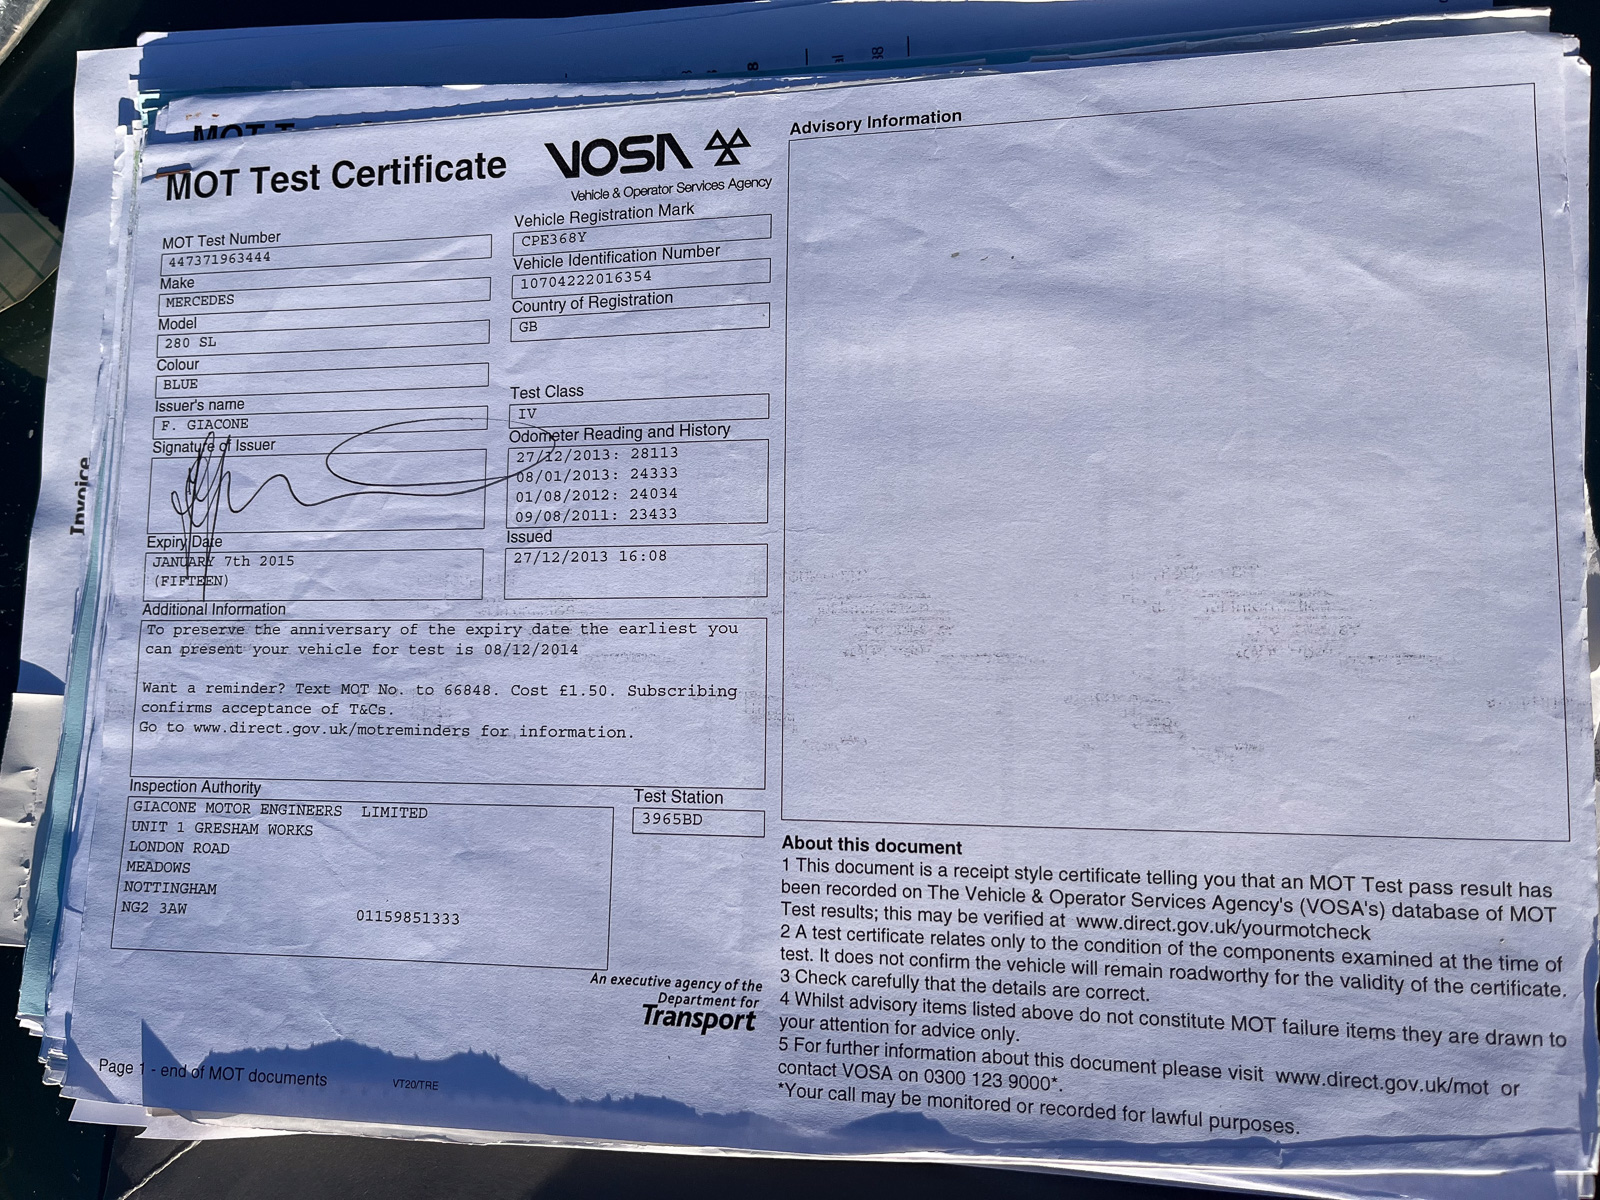 MOT Test Certificate
VOSA
Vehicle & Operator Services Agency
MOT Test Number
447371963444
Make
MERCEDES
Model
280 SL
Colour
BLUE
Issuer's name
F. GIACONE
Signature of Issuer
Expiry Date
JANUARY 7th 2015
(FIFTEEN)
Vehicle Registration Mark
CPE368Y
Vehicle Identification Number
10704222016354
Country of Registration
GB
Test Class
IV
Odometer Reading and History
27/12/2013: 28113
08/01/2013: 24333
01/08/2012: 24034
09/08/2011: 23433
Issued
27/12/2013 16:08
Additional Information
To preserve the anniversary of the expiry date the earliest you
can present your vehicle for test is 08/12/2014
Want a reminder? Text MOT No. to 66848. Cost £1.50. Subscribing
confirms acceptance of T&Cs.
Go to www.direct.gov.uk/motreminders for information.
Inspection Authority
GIACONE MOTOR ENGINEERS LIMITED
UNIT 1 GRESHAM WORKS
LONDON ROAD
MEADOWS
NOTTINGHAM
NG2 3AW
01159851333
Test Station
3965BD
An executive agency of the
Department for
Transport
Page 1 - end of MOT documents
VT20/TRE
Advisory Information
About this document
1 This document is a receipt style certificate telling you that an MOT Test pass result has
been recorded on The Vehicle & Operator Services Agency's (VOSA's) database of MOT
Test results; this may be verified at www.direct.gov.uk/yourmotcheck
2 A test certificate relates only to the condition of the components examined at the time of
test. It does not confirm the vehicle will remain roadworthy for the validity of the certificate.
3 Check carefully that the details are correct.
4 Whilst advisory items listed above do not constitute MOT failure items they are drawn to
your attention for advice only.
5 For further information about this document please visit www.direct.gov.uk/mot or
contact VOSA on 0300 123 9000*.
*Your call may be monitored or recorded for lawful purposes.
Invoice